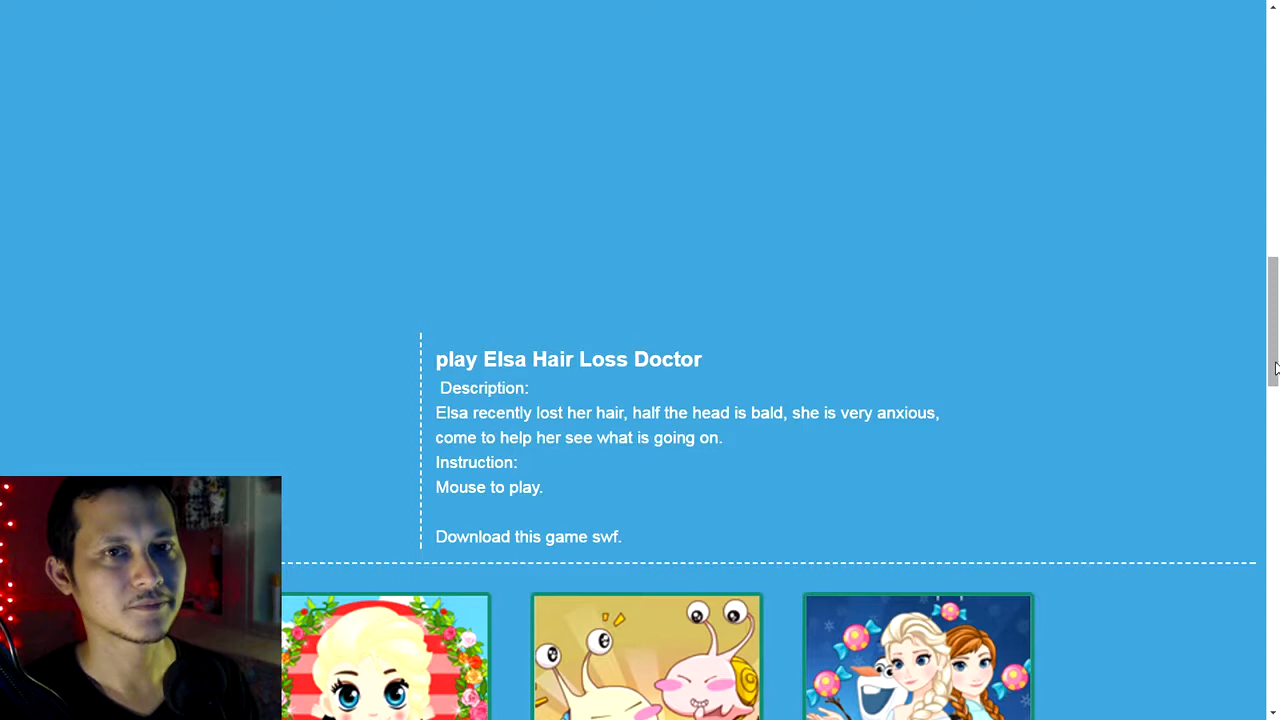 play Elsa Hair Loss Doctor
Description:
Elsa recently lost her hair, half the head is bald, she is very anxious,
come to help her see what is going on.
Instruction:
Mouse to play.
Download this game swf.